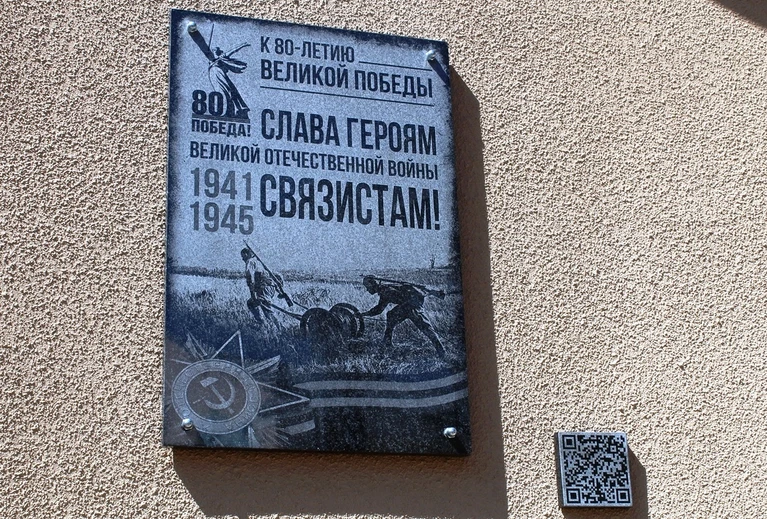 К 80-ЛЕТИЮ
ВЕЛИКОЙ ПОБЕДЫ
80
ПОБЕДА!
СЛАВА ГЕРОЯМ
ВЕЛИКОЙ ОТЕЧЕСТВЕННОЙ ВОЙНЫ
1941
1945
СВЯЗИСТАМ!